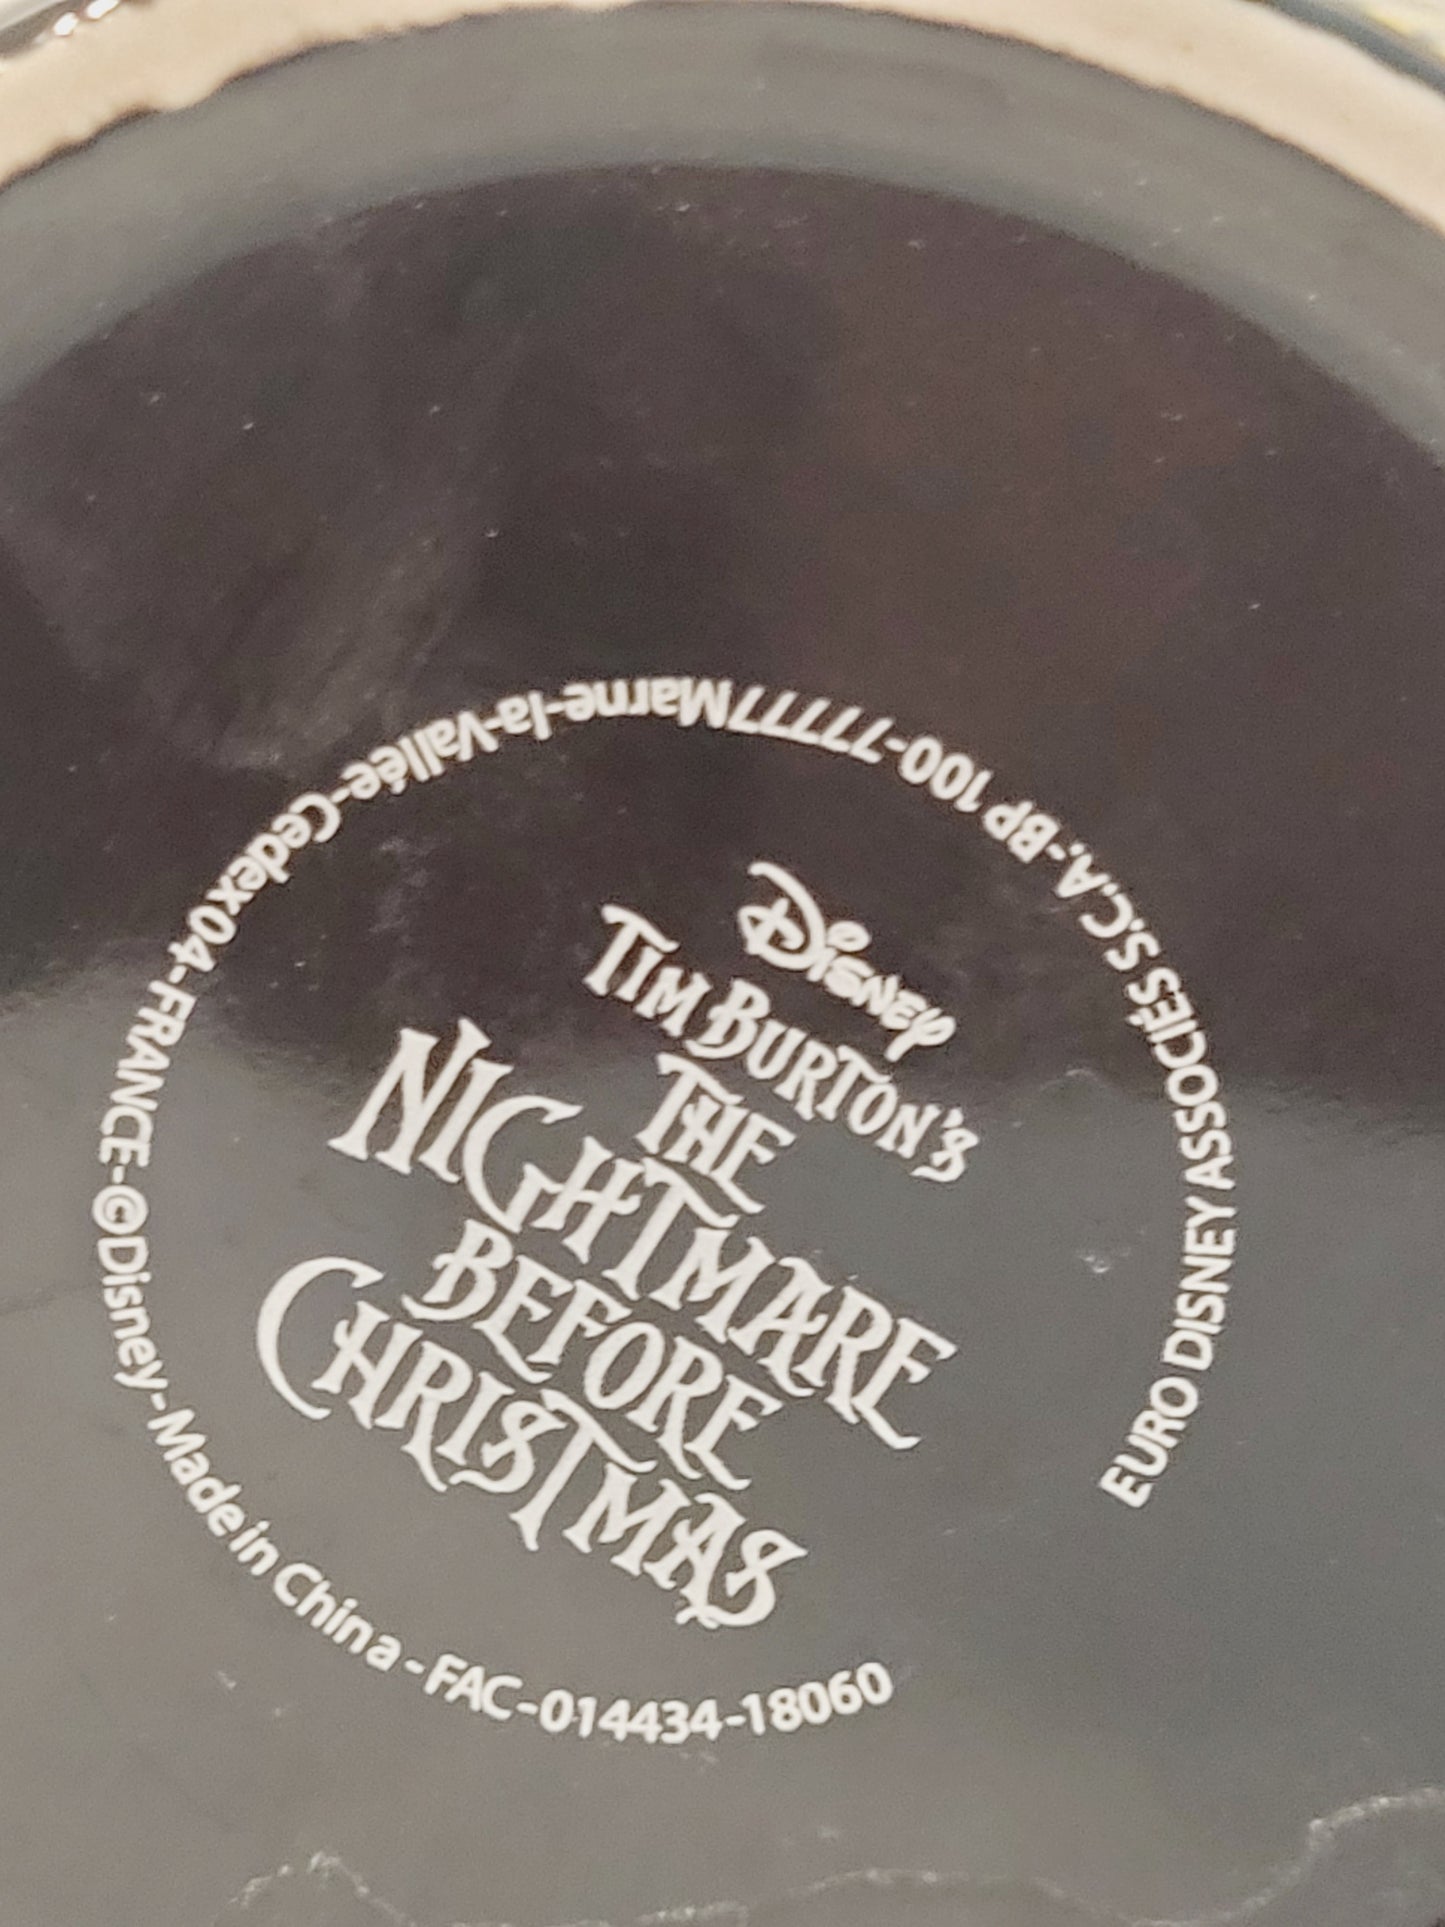 EURO DISNEY ASSOCIÉS S.C.A.-BP 100-77777Marne-la-Vallée-Cedex04-FRANCE-©Disney-Made in China-FAC-014434-18060
Disney
TIM BURTON'S
THE
NIGHTMARE
BEFORE
CHRISTMAS